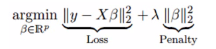 argmin ‖y − Xβ‖₂² + λ ‖β‖₂²
β∈ℝᵖ
Loss Penalty